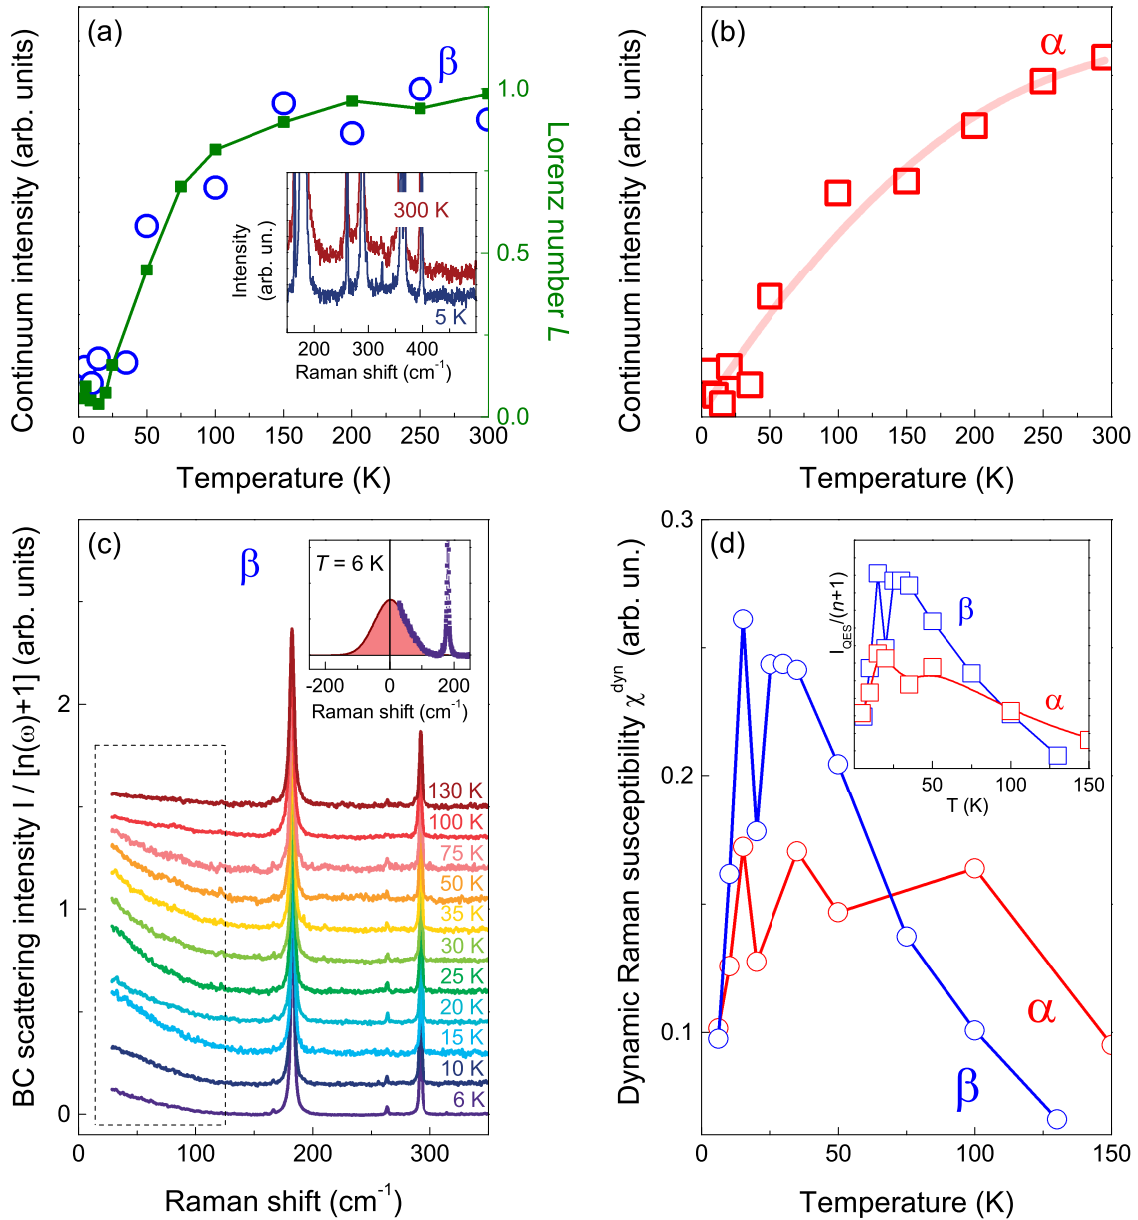 (a)
β
Continuum intensity (arb. units)
1.0
0.5
0.0
Lorenz number L
300 K
5 K
Intensity
(arb. un.)
200 300 400
Raman shift (cm⁻¹)
0 50 100 150 200 250 300
Temperature (K)
(b)
α
Continuum intensity (arb. units)
0 50 100 150 200 250 300
Temperature (K)
(c)
β
BC scattering intensity I / [n(ω)+1] (arb. units)
2
1
0
T = 6 K
-200 0 200
Raman shift (cm⁻¹)
130 K
100 K
75 K
50 K
35 K
30 K
25 K
20 K
15 K
10 K
6 K
0 100 200 300
Raman shift (cm⁻¹)
(d)
Dynamic Raman susceptibility χᵈʸⁿ (arb. un.)
0.3
0.2
0.1
I_QES/(n+1)
β
α
50 100 150
T (K)
α
β
0 50 100 150
Temperature (K)